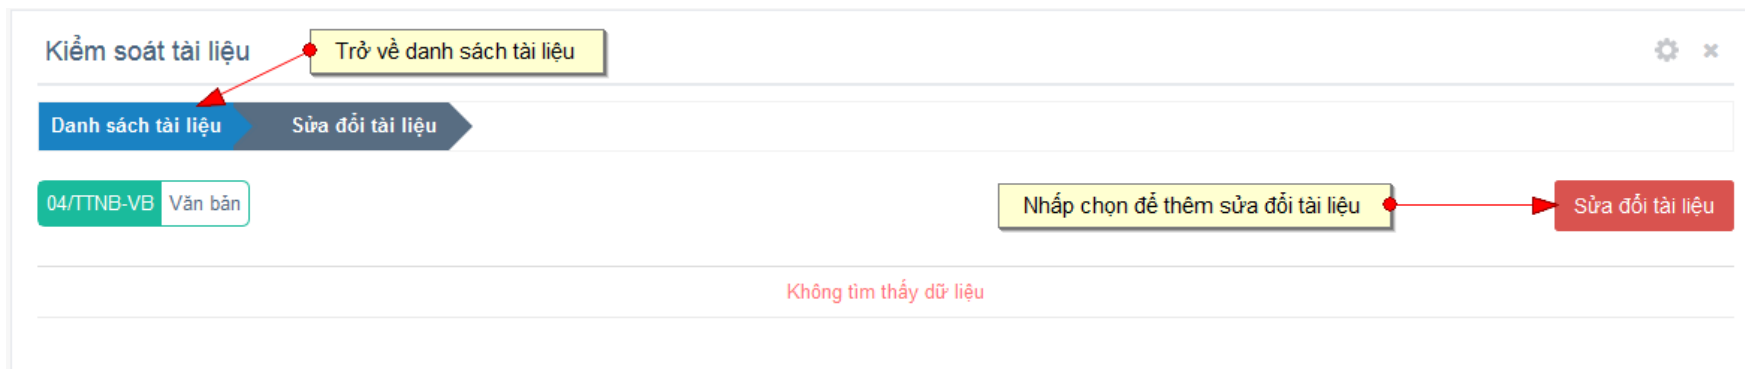 Kiểm soát tài liệu
Trở về danh sách tài liệu
Danh sách tài liệu
Sửa đổi tài liệu
04/TTNB-VB Văn bản
Nhấp chọn để thêm sửa đổi tài liệu
Sửa đổi tài liệu
Không tìm thấy dữ liệu